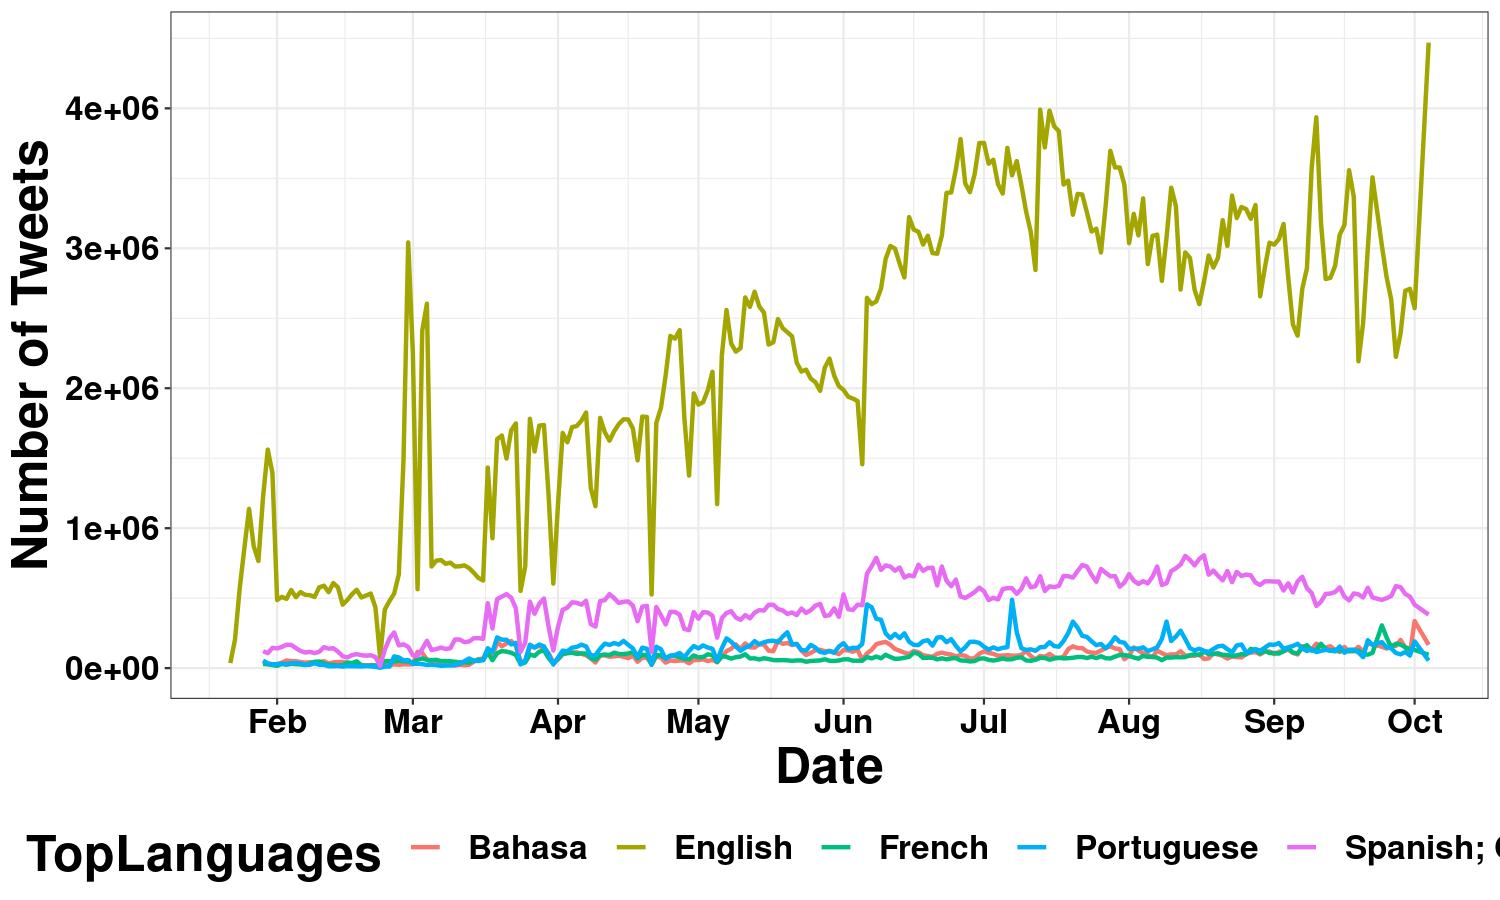 Number of Tweets
4e+06
3e+06
2e+06
1e+06
0e+00
Feb Mar Apr May Jun Jul Aug Sep Oct
Date
TopLanguages Bahasa English French Portuguese Spanish;